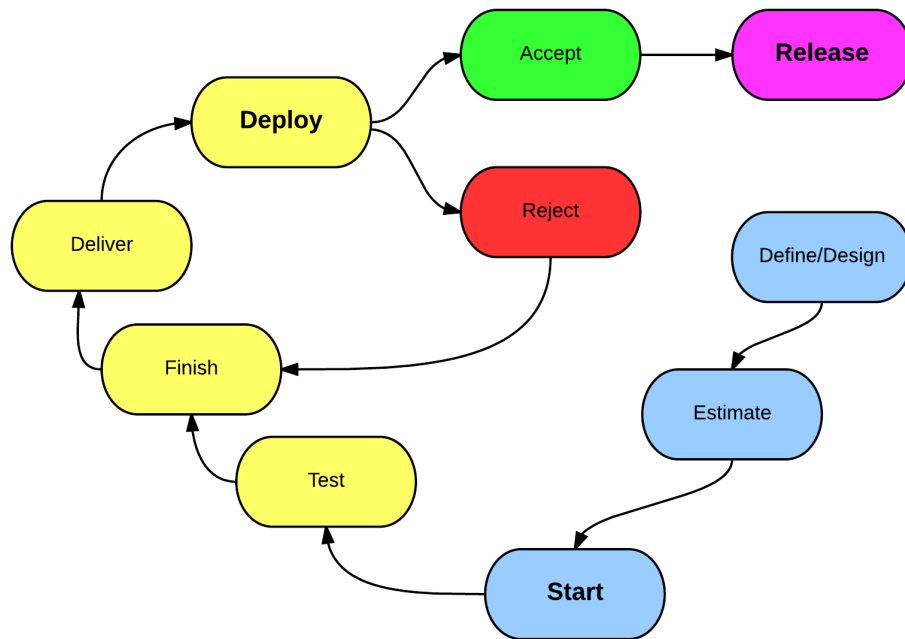 Accept
Release
Deploy
Reject
Deliver
Define/Design
Finish
Estimate
Test
Start